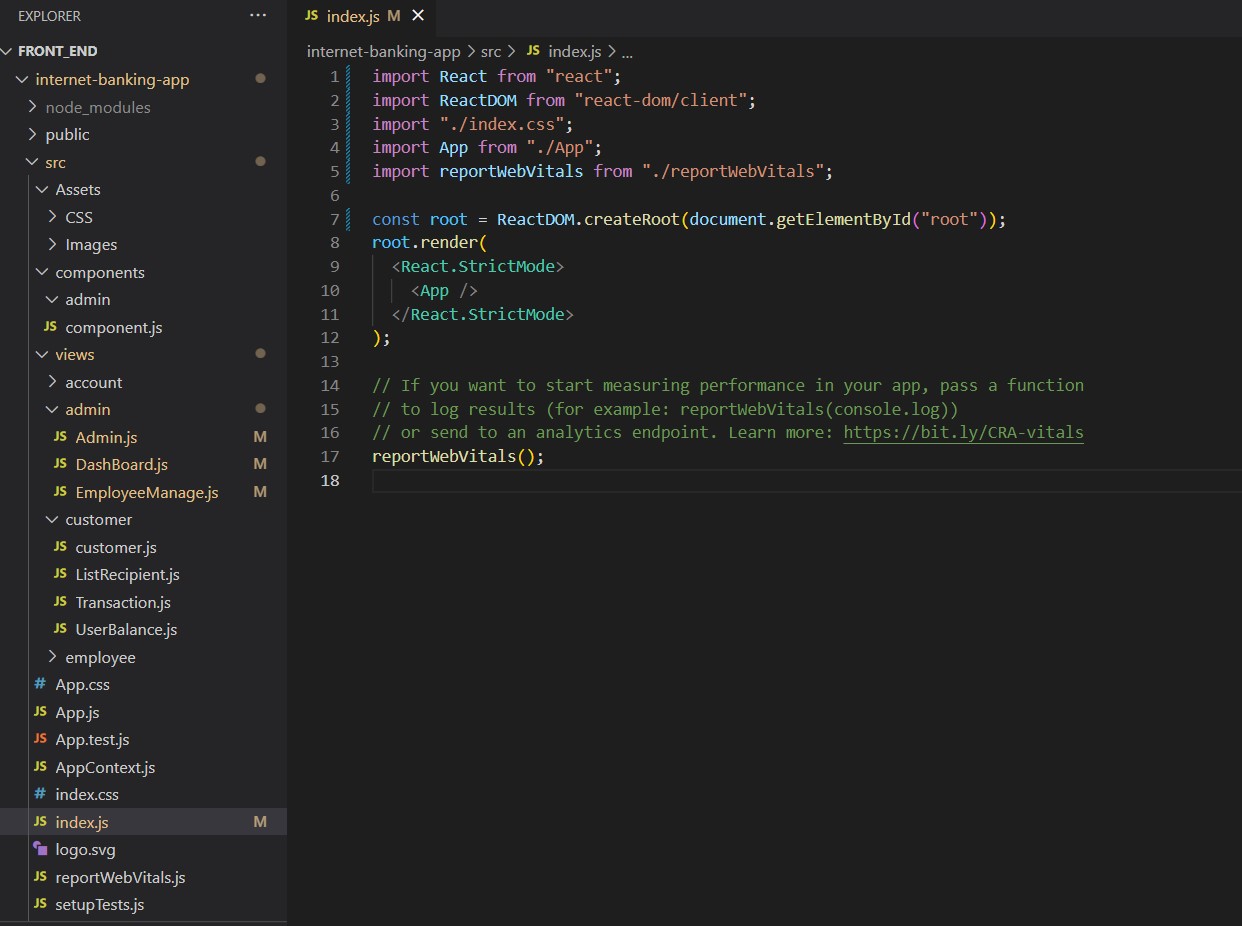 EXPLORER
FRONT_END
internet-banking-app
node_modules
public
src
Assets
CSS
Images
components
admin
JS component.js
views
account
admin
JS Admin.js M
JS DashBoard.js M
JS EmployeeManage.js M
customer
JS customer.js
JS ListRecipient.js
JS Transaction.js
JS UserBalance.js
employee
# App.css
JS App.js
JS App.test.js
JS AppContext.js
# index.css
JS index.js M
logo.svg
JS reportWebVitals.js
JS setupTests.js
JS index.js M
internet-banking-app > src > JS index.js > ...
1 import React from "react";
2 import ReactDOM from "react-dom/client";
3 import "./index.css";
4 import App from "./App";
5 import reportWebVitals from "./reportWebVitals";
6
7 const root = ReactDOM.createRoot(document.getElementById("root"));
8 root.render(
9 <React.StrictMode>
10 <App />
11 </React.StrictMode>
12 );
13
14 // If you want to start measuring performance in your app, pass a function
15 // to log results (for example: reportWebVitals(console.log))
16 // or send to an analytics endpoint. Learn more: https://bit.ly/CRA-vitals
17 reportWebVitals();
18